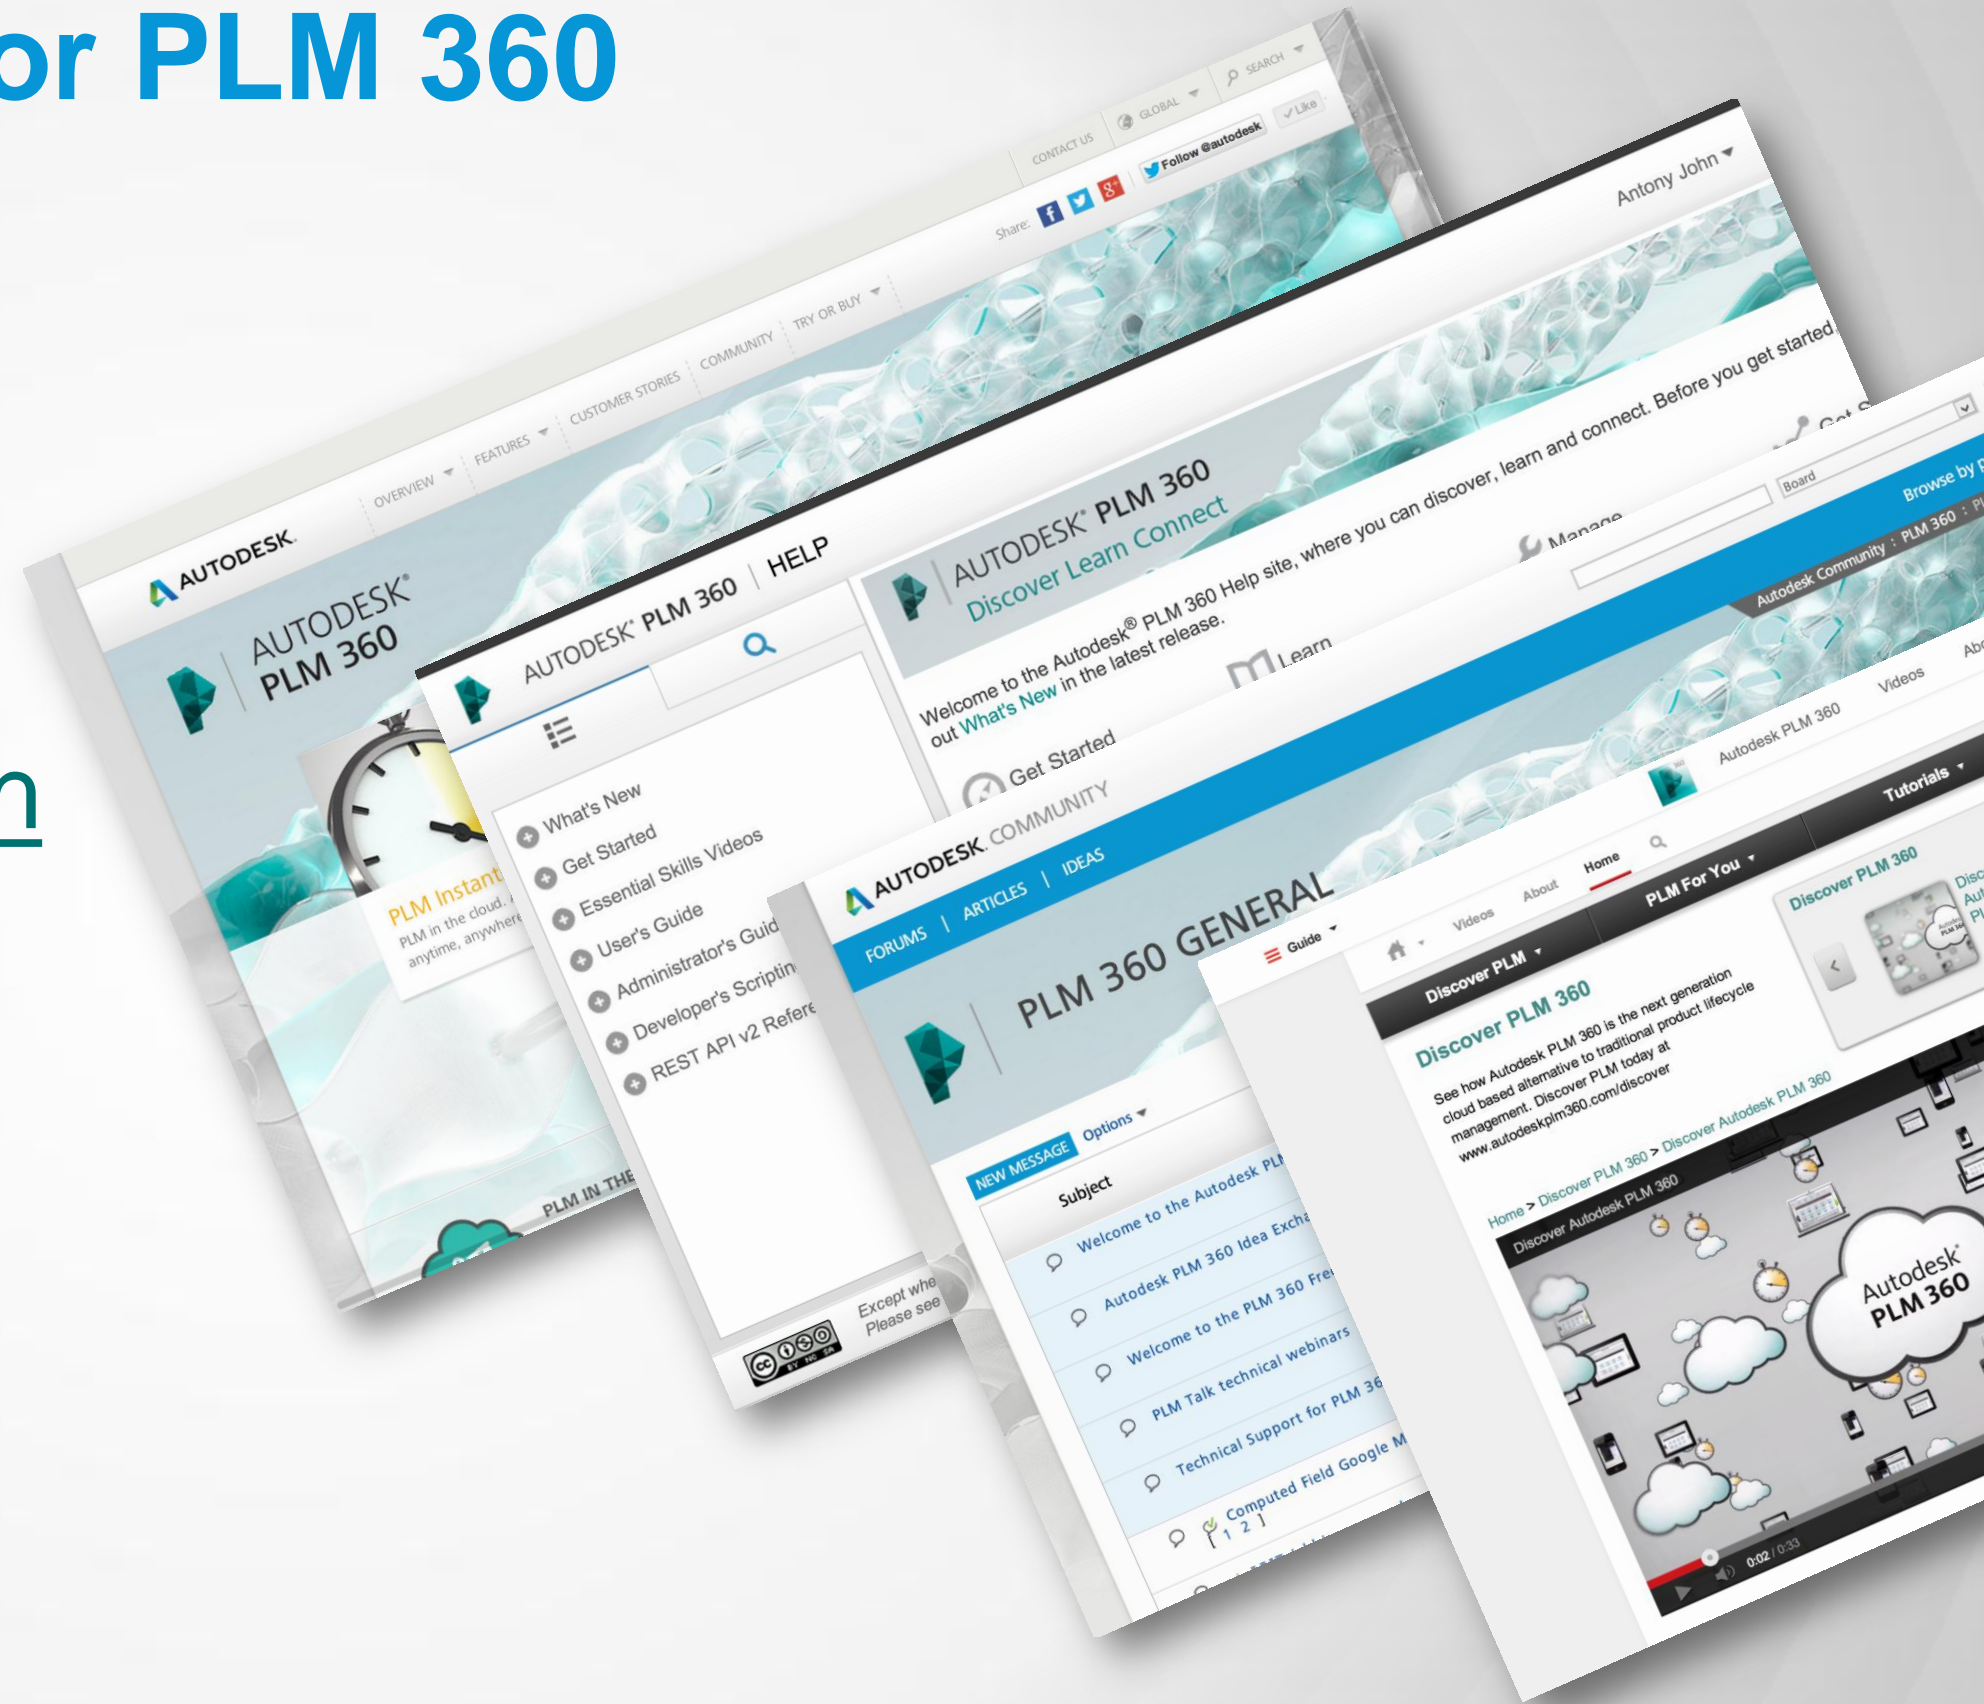 or PLM 360
n
CONTACT US
GLOBAL
SEARCH
Share:
Follow @autodesk
Like
AUTODESK.
OVERVIEW
FEATURES
CUSTOMER STORIES
COMMUNITY
TRY OR BUY
AUTODESK®
PLM 360
PLM Instant
PLM in the cloud.
anytime, anywhere
PLM IN THE
Antony John
AUTODESK® PLM 360 | HELP
What's New
Get Started
Essential Skills Videos
User's Guide
Administrator's Guid
Developer's Scriptin
REST API v2 Refere
AUTODESK® PLM 360
Discover Learn Connect
Welcome to the Autodesk® PLM 360 Help site, where you can discover, learn and connect. Before you get started,
out What's New in the latest release.
Get Started
Learn
Manage
Except whe
Please see
CC BY NC SA
AUTODESK. COMMUNITY
Board
FORUMS | ARTICLES | IDEAS
Browse by p
Autodesk Community : PLM 360 :
PLM 360 GENERAL
NEW MESSAGE
Options
Subject
Welcome to the Autodesk PLM
Autodesk PLM 360 Idea Excha
Welcome to the PLM 360 Fre
PLM Talk technical webinars
Technical Support for PLM 36
Computed Field Google M
[ 1 2 ]
Guide
Autodesk PLM 360
Videos
Abo
Videos
About
Home
Discover PLM
PLM For You
Tutorials
Discover PLM 360
See how Autodesk PLM 360 is the next generation
cloud based alternative to traditional product lifecycle
management. Discover PLM today at
www.autodeskplm360.com/discover
Discover PLM 360
Disc
Au
Home > Discover PLM 360 > Discover Autodesk PLM 360
Discover Autodesk PLM 360
Autodesk
PLM 360
0:02 / 0:33